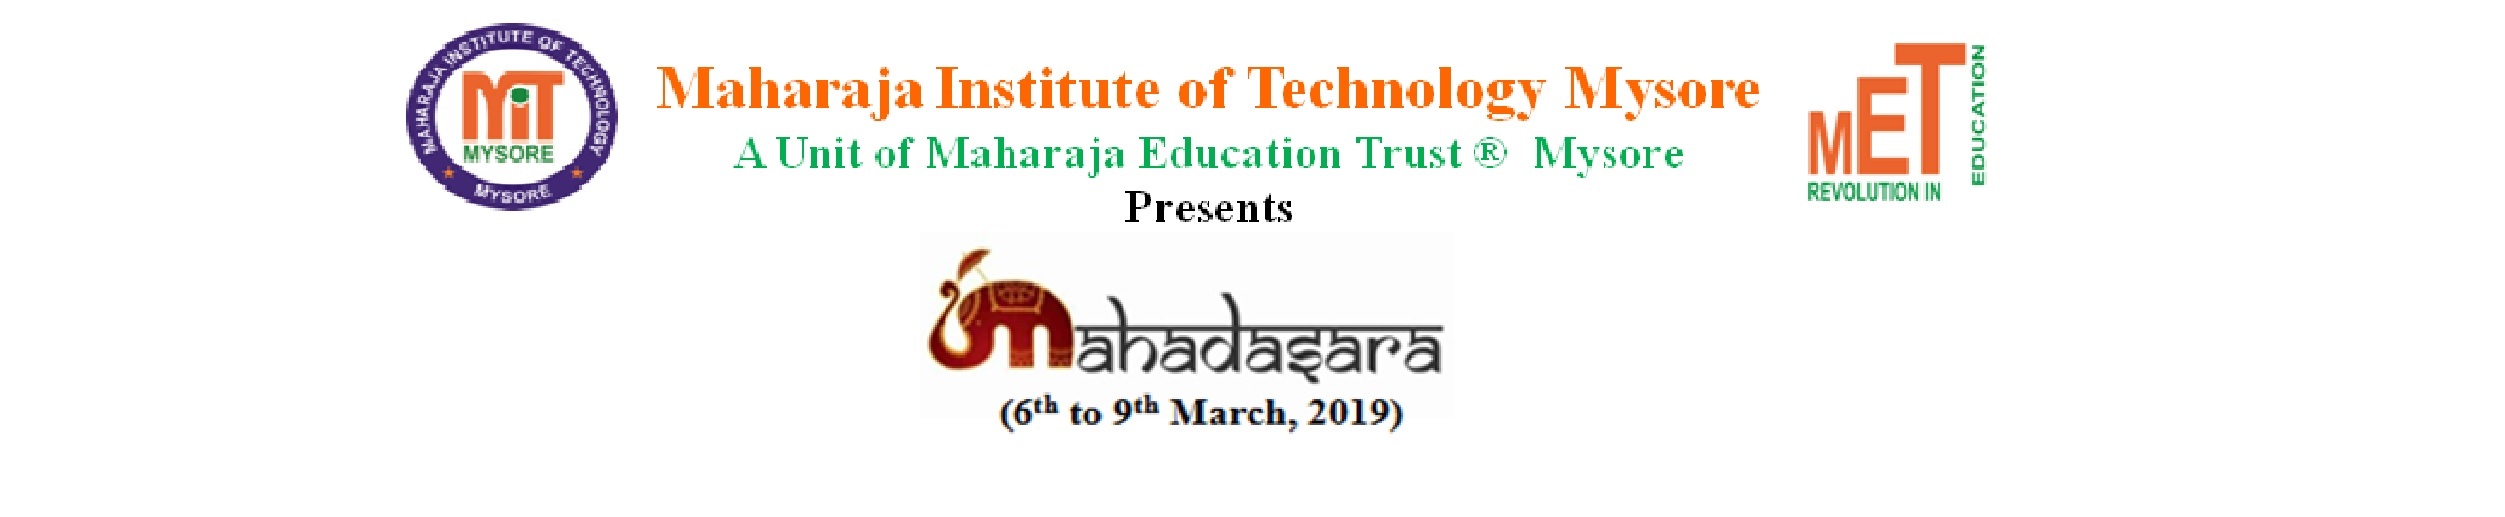 MAHARAJA INSTITUTE OF TECHNOLOGY
MIT
MYSORE
MYSORE
Maharaja Institute of Technology Mysore
A Unit of Maharaja Education Trust ® Mysore
Presents
MET
REVOLUTION IN
EDUCATION
mahadasara
(6th to 9th March, 2019)